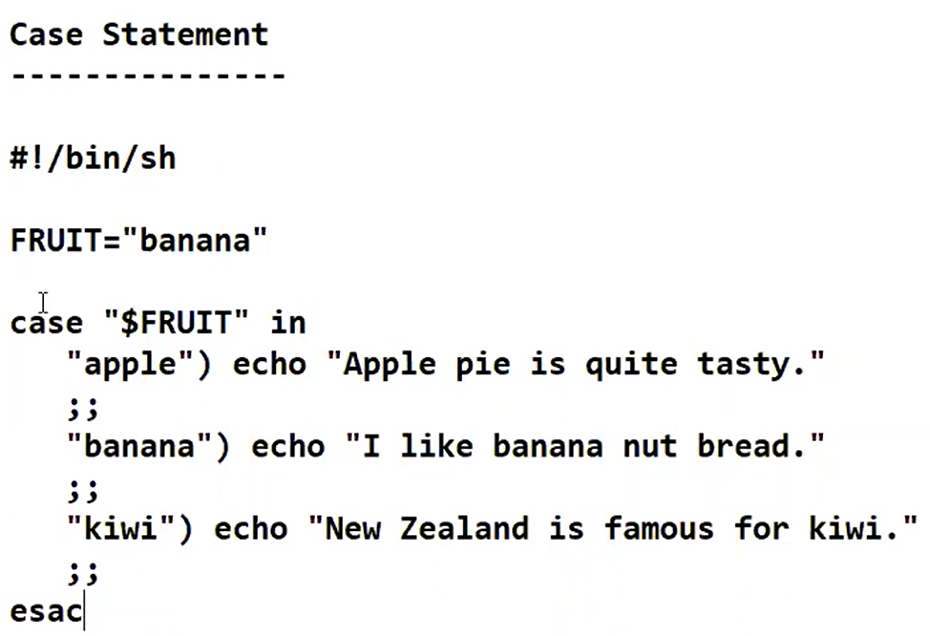 Case Statement
---------------
#!/bin/sh
FRUIT="banana"
case "$FRUIT" in
"apple") echo "Apple pie is quite tasty."
;;
"banana") echo "I like banana nut bread."
;;
"kiwi") echo "New Zealand is famous for kiwi."
;;
esac